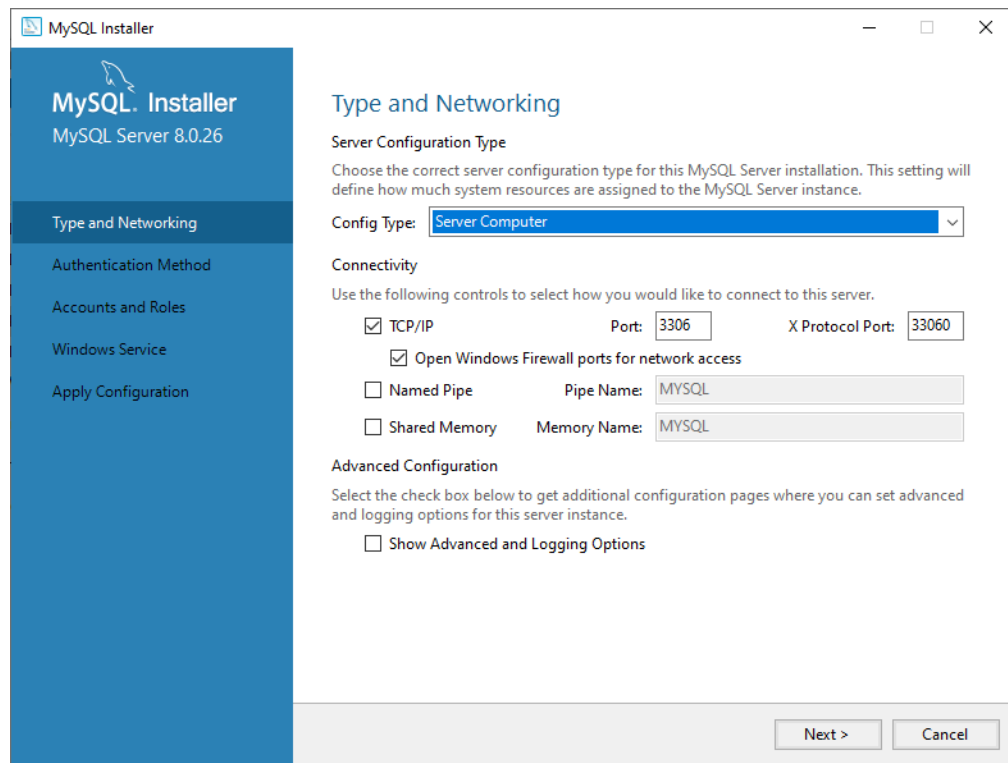 MySQL Installer
MySQL. Installer
MySQL Server 8.0.26
Type and Networking
Authentication Method
Accounts and Roles
Windows Service
Apply Configuration
Type and Networking
Server Configuration Type
Choose the correct server configuration type for this MySQL Server installation. This setting will
define how much system resources are assigned to the MySQL Server instance.
Config Type: Server Computer
Connectivity
Use the following controls to select how you would like to connect to this server.
TCP/IP Port: 3306 X Protocol Port: 33060
Open Windows Firewall ports for network access
Named Pipe Pipe Name: MYSQL
Shared Memory Memory Name: MYSQL
Advanced Configuration
Select the check box below to get additional configuration pages where you can set advanced
and logging options for this server instance.
Show Advanced and Logging Options
Next > Cancel